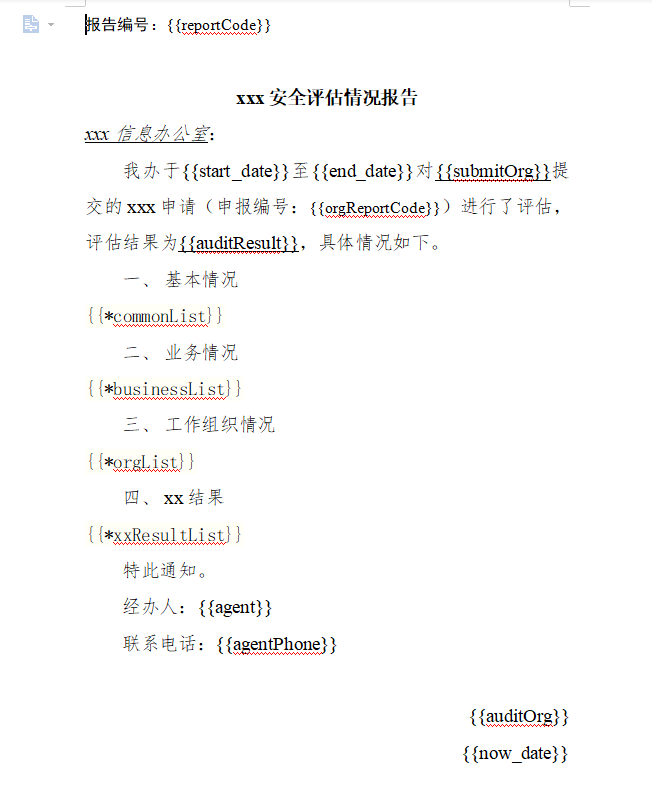 报告编号：{{reportCode}}
xxx 安全评估情况报告
xxx 信息办公室：
我办于{{start_date}}至{{end_date}}对{{submitOrg}}提
交的 xxx 申请（申报编号：{{orgReportCode}}）进行了评估，
评估结果为{{auditResult}}，具体情况如下。
一、 基本情况
{{*commonList}}
二、 业务情况
{{*businessList}}
三、 工作组织情况
{{*orgList}}
四、 xx 结果
{{*xxResultList}}
特此通知。
经办人：{{agent}}
联系电话：{{agentPhone}}
{{auditOrg}}
{{now_date}}